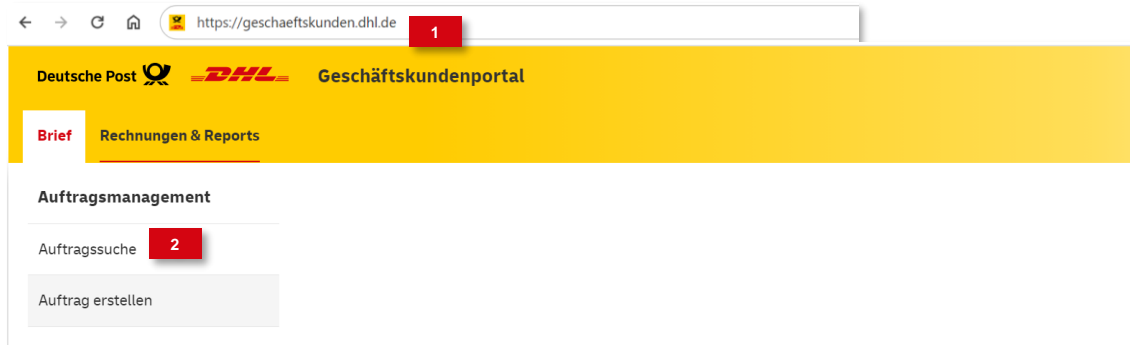 https://geschaeftskunden.dhl.de
1
Deutsche Post DHL Geschäftskundenportal
Brief Rechnungen & Reports
Auftragsmanagement
Auftragssuche 2
Auftrag erstellen